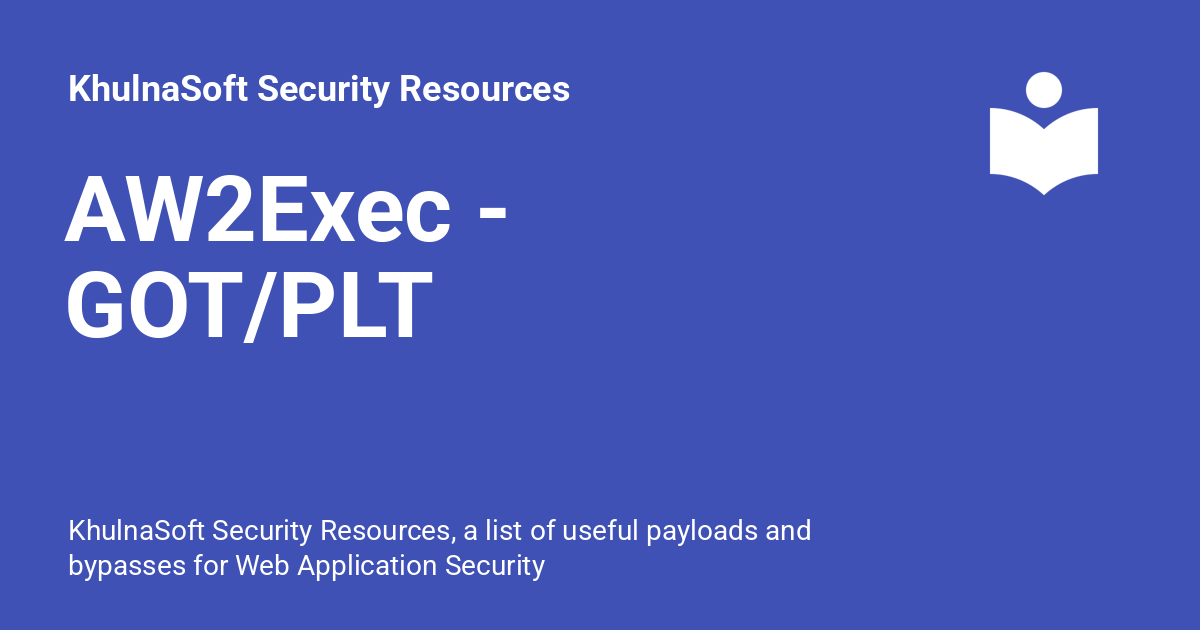 KhulnaSoft Security Resources
AW2Exec -
GOT/PLT
KhulnaSoft Security Resources, a list of useful payloads and
bypasses for Web Application Security